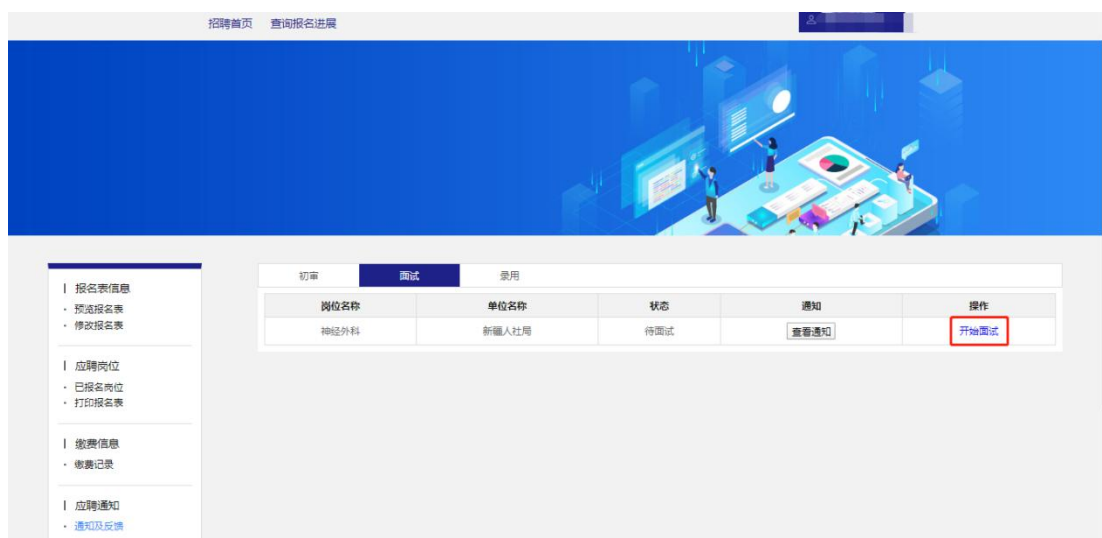 招聘首页 查询报名进展
报名表信息
· 预览报名表
· 修改报名表
应聘岗位
· 已报名岗位
· 打印报名表
缴费信息
· 缴费记录
应聘通知
· 通知及反馈
初审 面试 录用
岗位名称 单位名称 状态 通知 操作
神经外科 新疆人社局 待面试 查看通知 开始面试